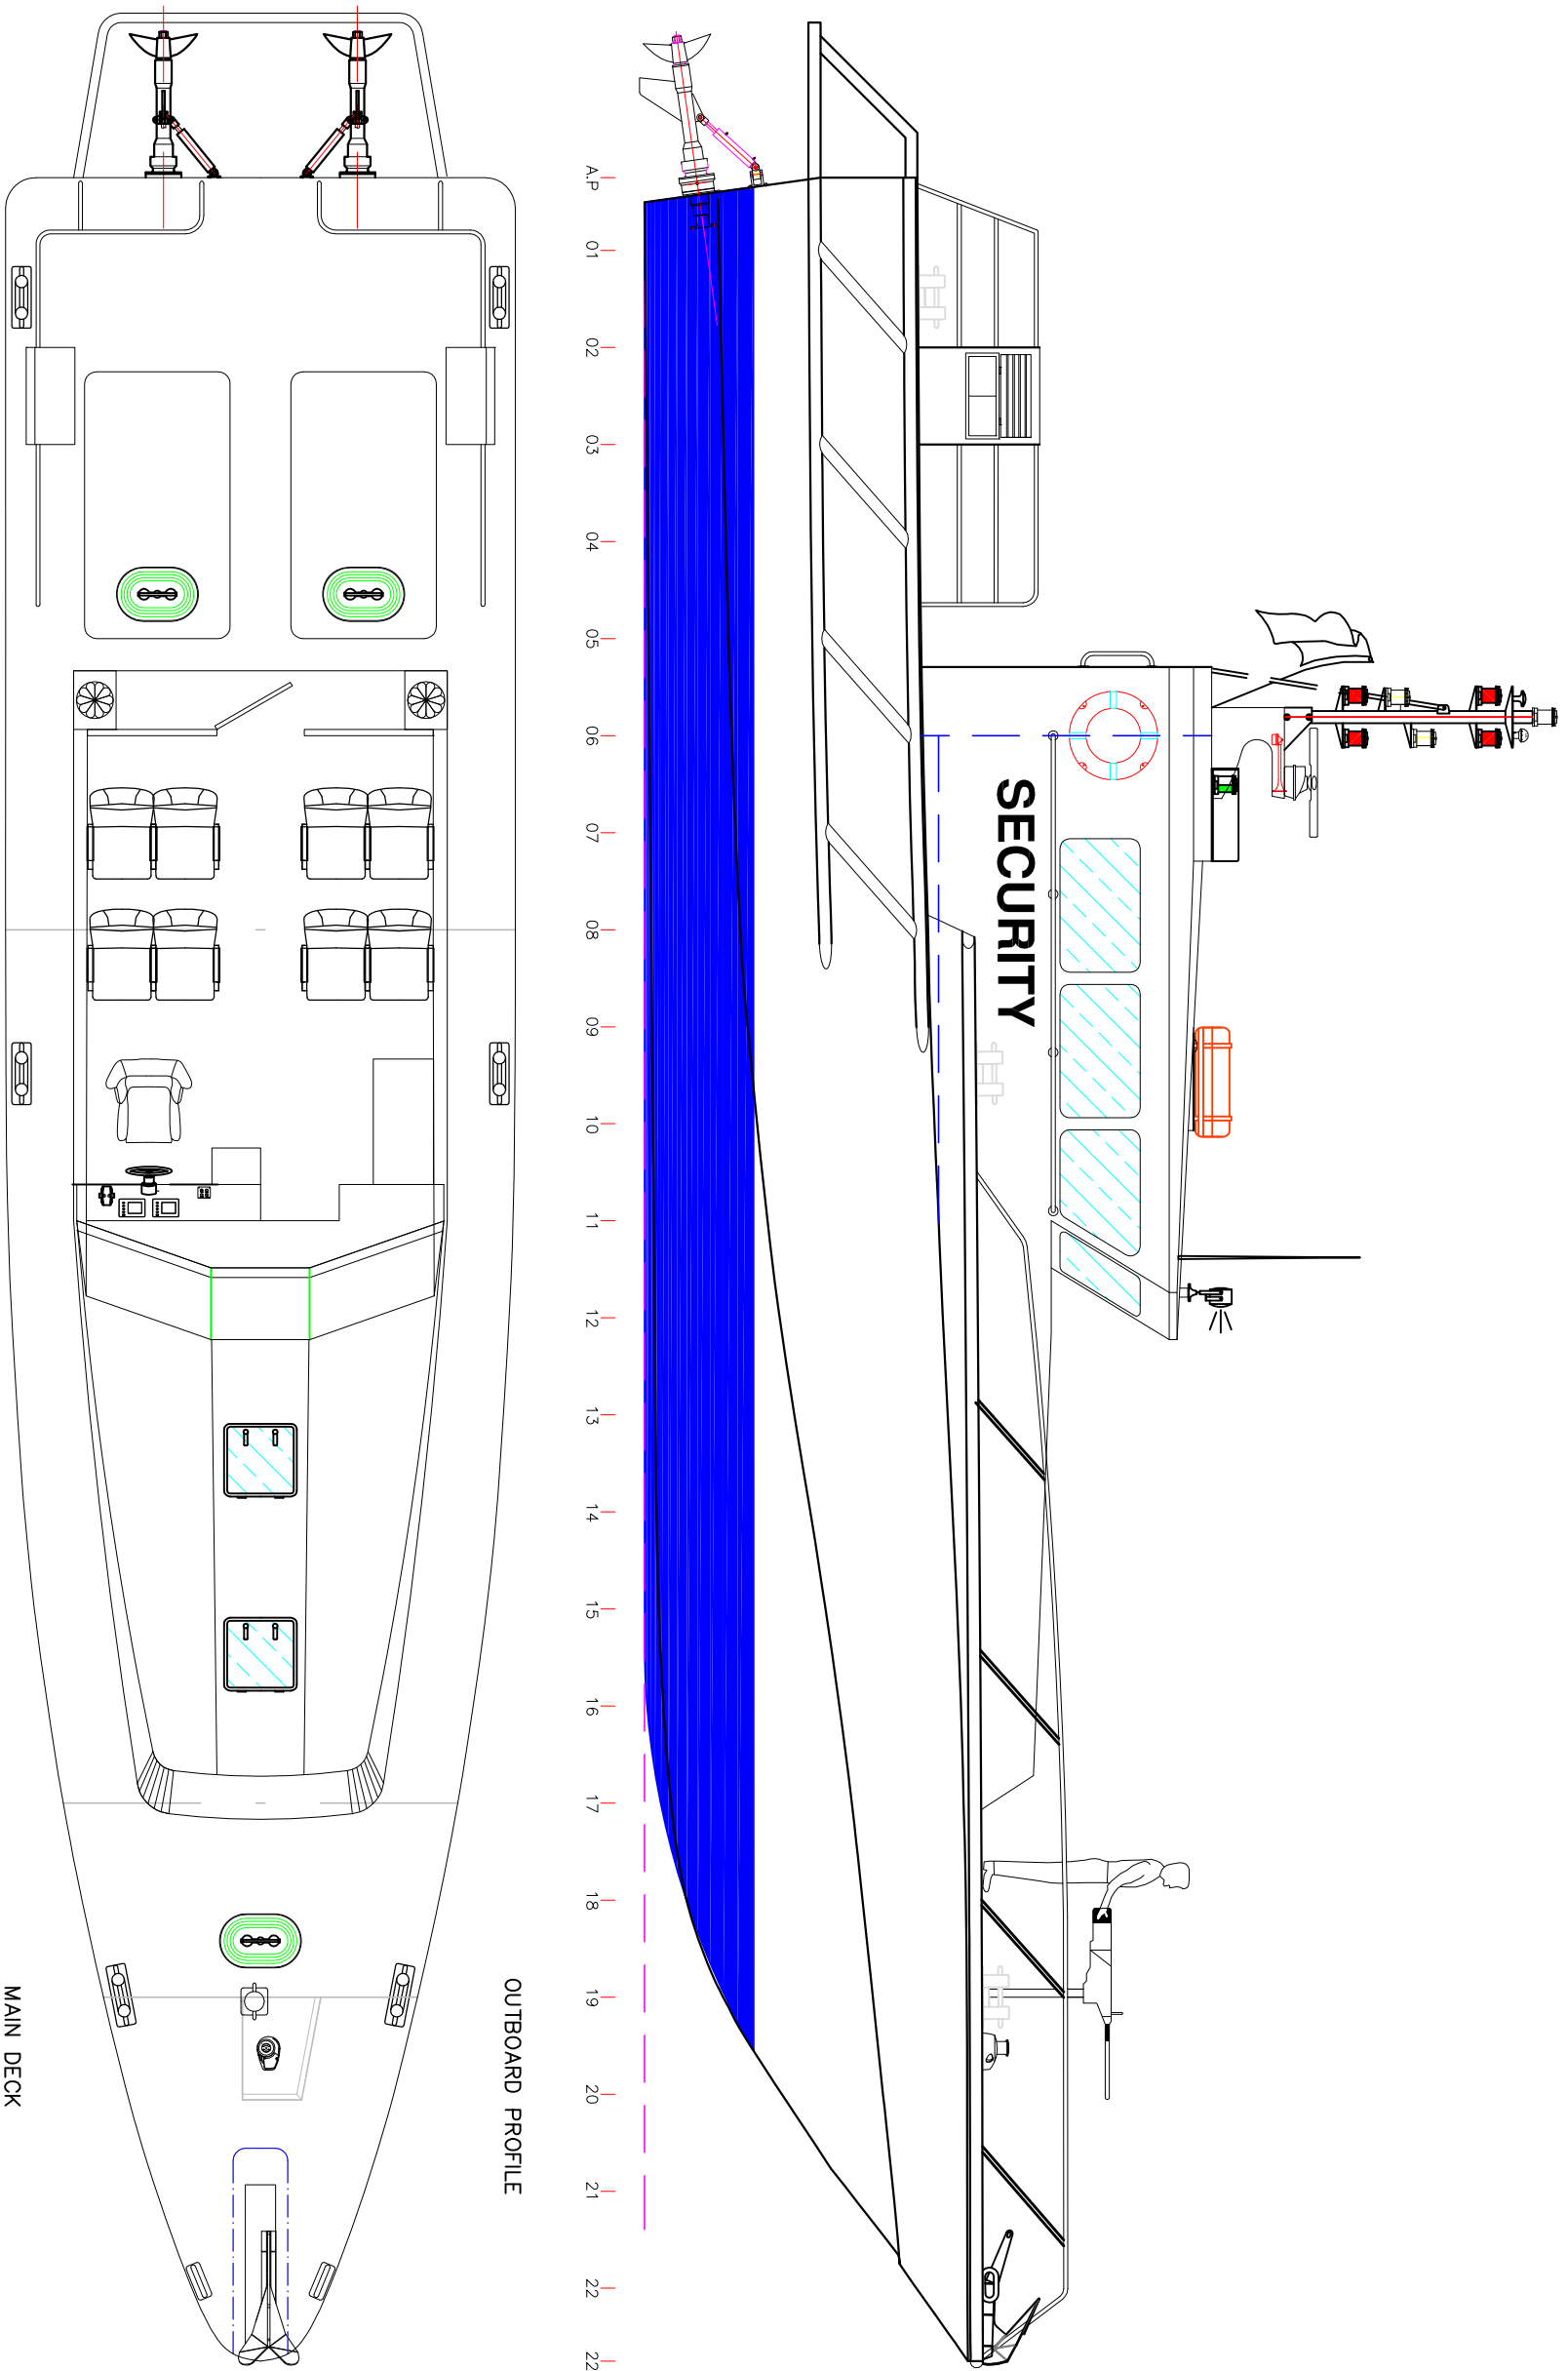 SECURITY
A.P 01 02 03 04 05 06 07 08 09 10 11 12 13 14 15 16 17 18 19 20 21 22 22
OUTBOARD PROFILE
MAIN DECK